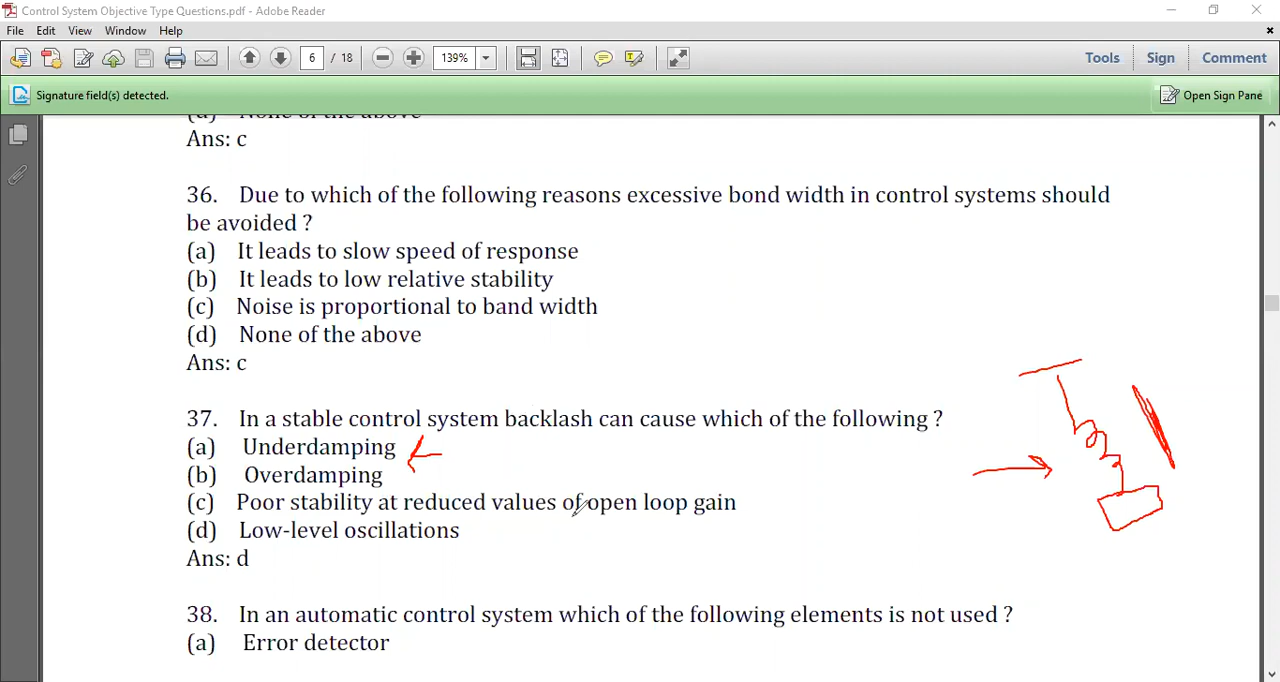 Control System Objective Type Questions.pdf - Adobe Reader
File Edit View Window Help
6 / 18 139% Tools Sign Comment
Signature field(s) detected. Open Sign Pane
(d) None of the above
Ans: c
36. Due to which of the following reasons excessive bond width in control systems should
be avoided ?
(a) It leads to slow speed of response
(b) It leads to low relative stability
(c) Noise is proportional to band width
(d) None of the above
Ans: c
37. In a stable control system backlash can cause which of the following ?
(a) Underdamping
(b) Overdamping
(c) Poor stability at reduced values of open loop gain
(d) Low-level oscillations
Ans: d
38. In an automatic control system which of the following elements is not used ?
(a) Error detector